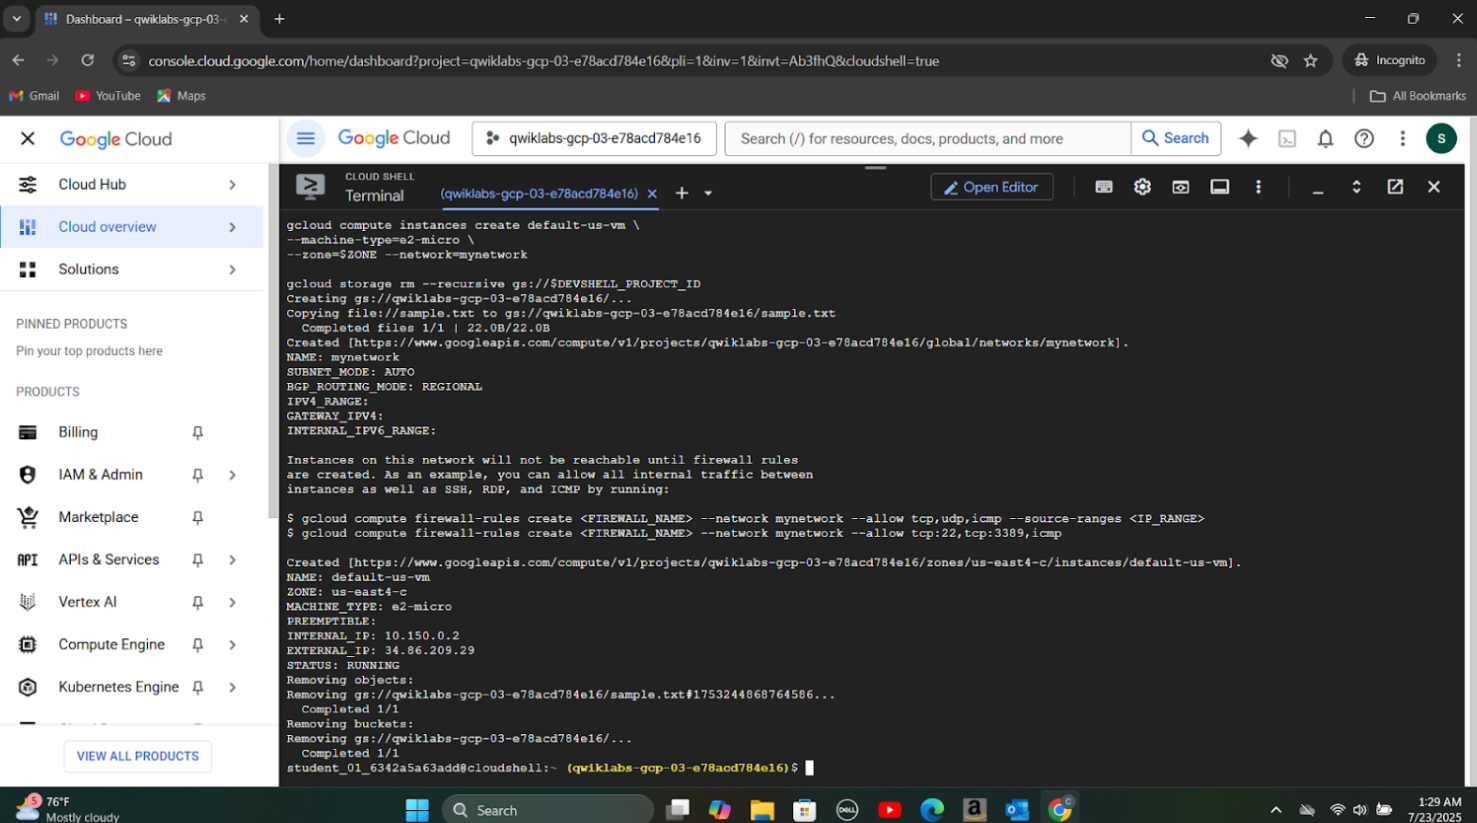 Dashboard – qwiklabs-gcp-03-
console.cloud.google.com/home/dashboard?project=qwiklabs-gcp-03-e78acd784e16&pli=1&inv=1&invt=Ab3fhQ&cloudshell=true
Incognito
Gmail
YouTube
Maps
All Bookmarks
Google Cloud
Google Cloud
qwiklabs-gcp-03-e78acd784e16
Search (/) for resources, docs, products, and more
Search
S
Cloud Hub
Cloud overview
Solutions
PINNED PRODUCTS
Pin your top products here
PRODUCTS
Billing
IAM & Admin
Marketplace
API APIs & Services
Vertex AI
Compute Engine
Kubernetes Engine
VIEW ALL PRODUCTS
CLOUD SHELL
Terminal
(qwiklabs-gcp-03-e78acd784e16)
Open Editor
gcloud compute instances create default-us-vm \
--machine-type=e2-micro \
--zone=$ZONE --network=mynetwork
gcloud storage rm --recursive gs://$DEVSHELL_PROJECT_ID
Creating gs://qwiklabs-gcp-03-e78acd784e16/...
Copying file://sample.txt to gs://qwiklabs-gcp-03-e78acd784e16/sample.txt
Completed files 1/1 | 22.0B/22.0B
Created [https://www.googleapis.com/compute/v1/projects/qwiklabs-gcp-03-e78acd784e16/global/networks/mynetwork].
NAME: mynetwork
SUBNET_MODE: AUTO
BGP_ROUTING_MODE: REGIONAL
IPV4_RANGE:
GATEWAY_IPV4:
INTERNAL_IPV6_RANGE:
Instances on this network will not be reachable until firewall rules
are created. As an example, you can allow all internal traffic between
instances as well as SSH, RDP, and ICMP by running:
$ gcloud compute firewall-rules create <FIREWALL_NAME> --network mynetwork --allow tcp,udp,icmp --source-ranges <IP_RANGE>
$ gcloud compute firewall-rules create <FIREWALL_NAME> --network mynetwork --allow tcp:22,tcp:3389,icmp
Created [https://www.googleapis.com/compute/v1/projects/qwiklabs-gcp-03-e78acd784e16/zones/us-east4-c/instances/default-us-vm].
NAME: default-us-vm
ZONE: us-east4-c
MACHINE_TYPE: e2-micro
PREEMPTIBLE:
INTERNAL_IP: 10.150.0.2
EXTERNAL_IP: 34.86.209.29
STATUS: RUNNING
Removing objects:
Removing gs://qwiklabs-gcp-03-e78acd784e16/sample.txt#1753244868764586...
Completed 1/1
Removing buckets:
Removing gs://qwiklabs-gcp-03-e78acd784e16/...
Completed 1/1
student_01_6342a5a63add@cloudshell:~ (qwiklabs-gcp-03-e78acd784e16)$
5
76°F
Mostly cloudy
Search
DELL
C
1:29 AM
7/23/2025